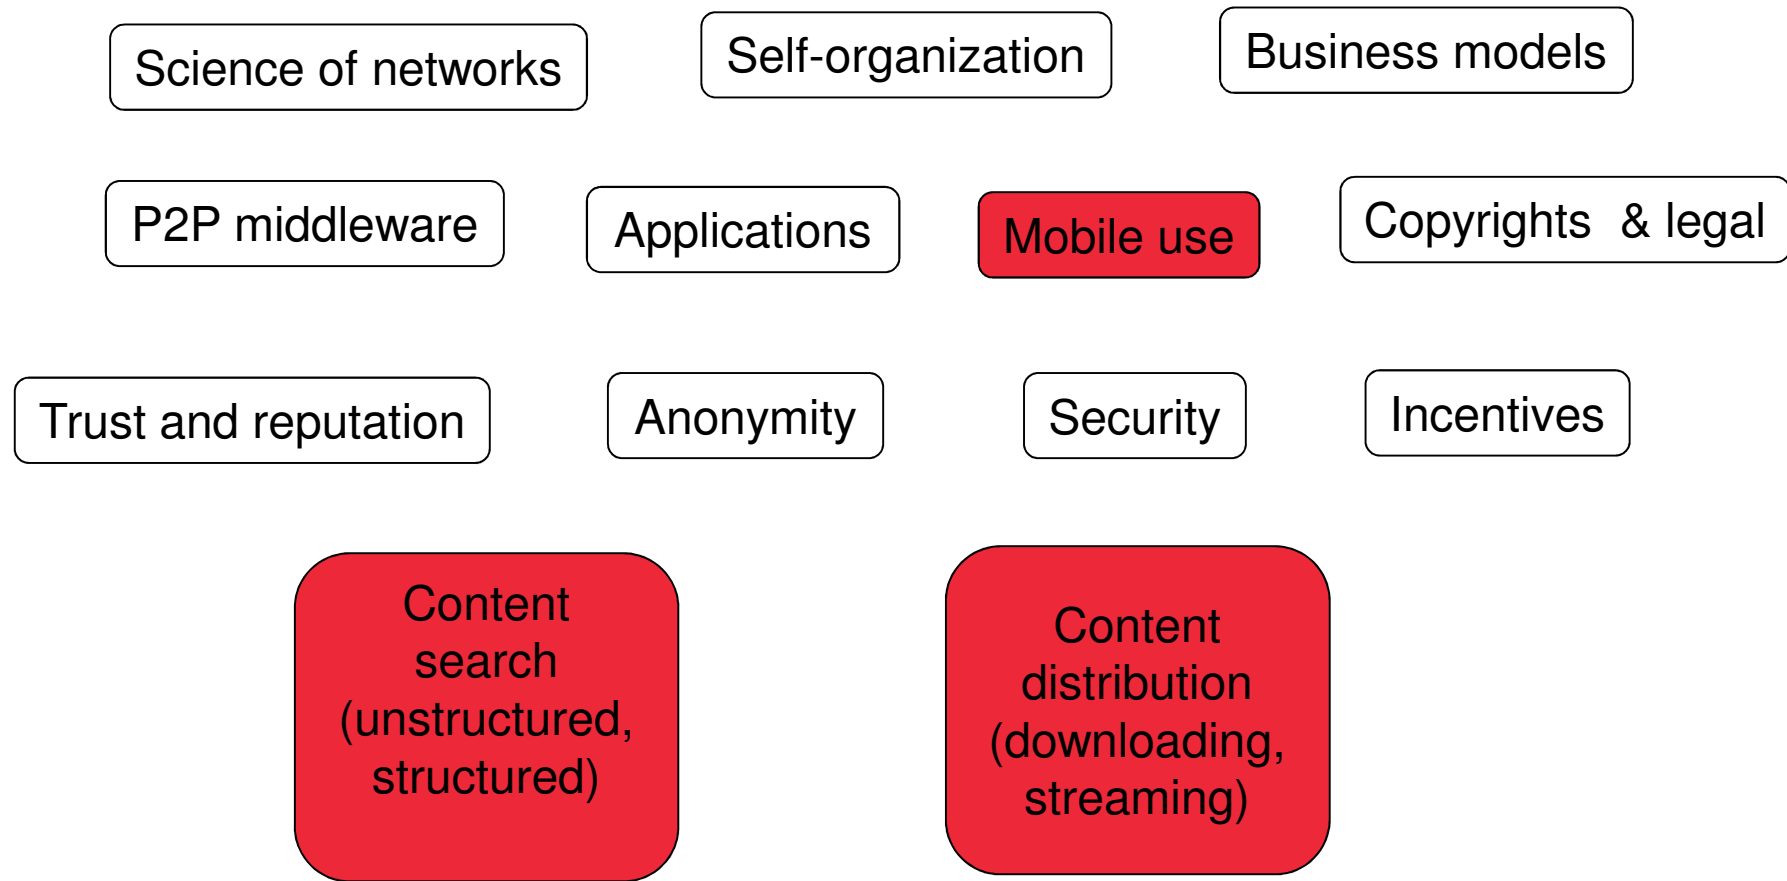 Science of networks
Self-organization
Business models
P2P middleware
Applications
Mobile use
Copyrights & legal
Trust and reputation
Anonymity
Security
Incentives
Content
search
(unstructured,
structured)
Content
distribution
(downloading,
streaming)